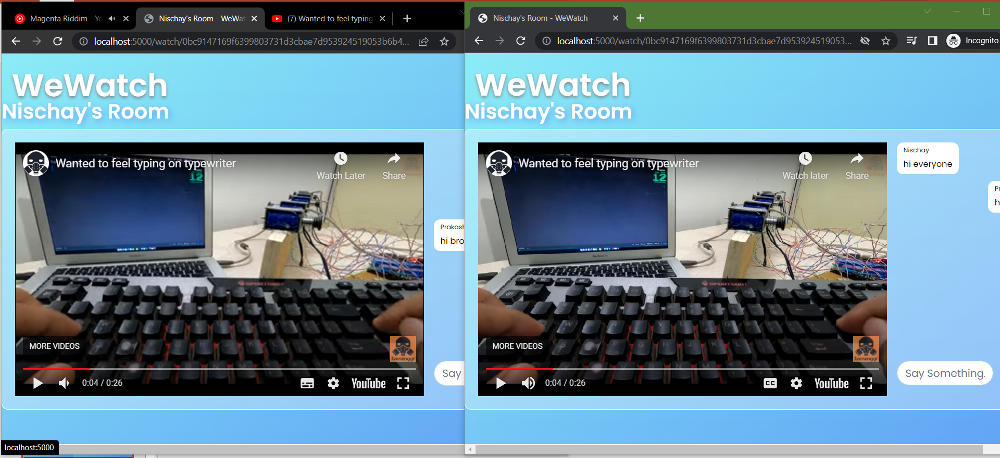 Magenta Riddim - Yo
Nischay's Room - WeWat
(7) Wanted to feel typing
localhost:5000/watch/0bc9147169f6399803731d3cbae7d953924519053b6b4...
WeWatch
Nischay's Room
Wanted to feel typing on typewriter
Watch Later
Share
12
Prakash
hi bro
MORE VIDEOS
Teenenggr
0:04 / 0:26
YouTube
Say
localhost:5000
Nischay's Room - WeWatch
localhost:5000/watch/0bc9147169f6399803731d3cbae7d953924519053...
Incognito
WeWatch
Nischay's Room
Wanted to feel typing on typewriter
Watch later
Share
12
Nischay
hi everyone
Pr
h
MORE VIDEOS
Teenenggr
0:04 / 0:26
CC
YouTube
Say Something.